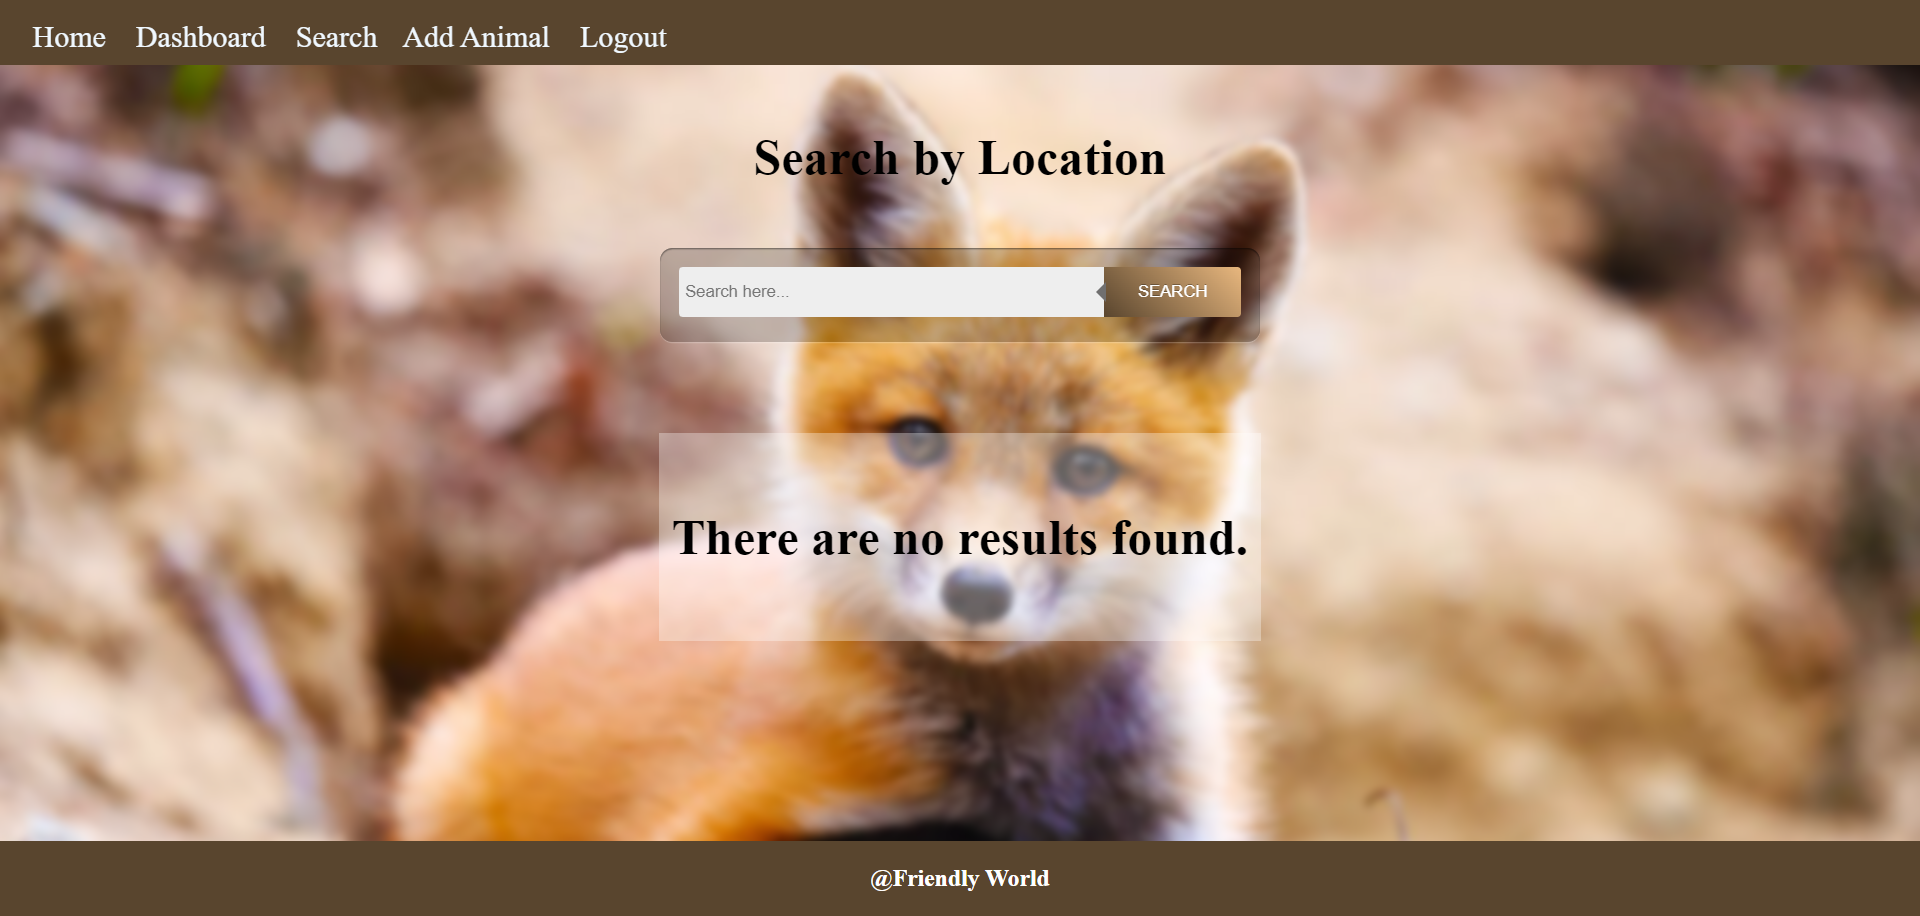 Home Dashboard Search Add Animal Logout
Search by Location
Search here... SEARCH
There are no results found.
@Friendly World